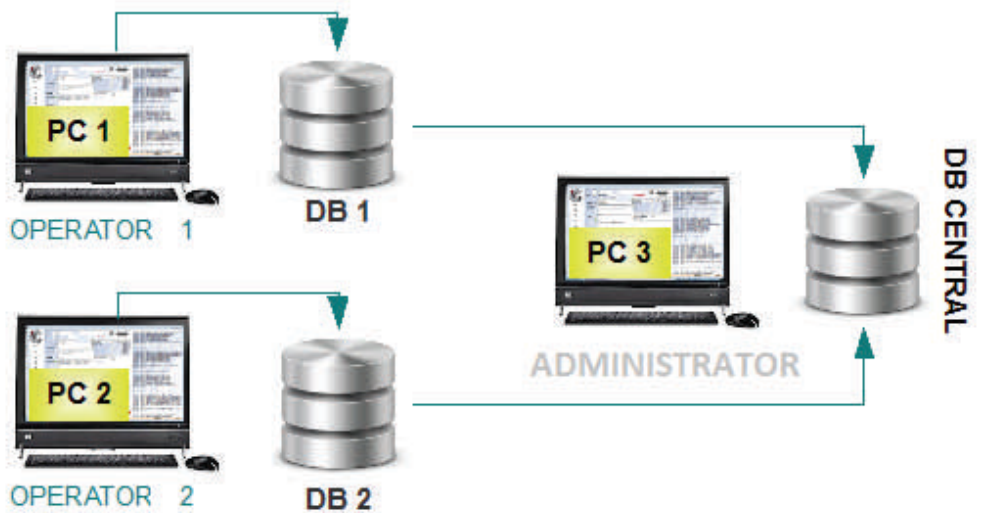 PC 1
OPERATOR 1
DB 1
PC 2
OPERATOR 2
DB 2
PC 3
ADMINISTRATOR
DB CENTRAL